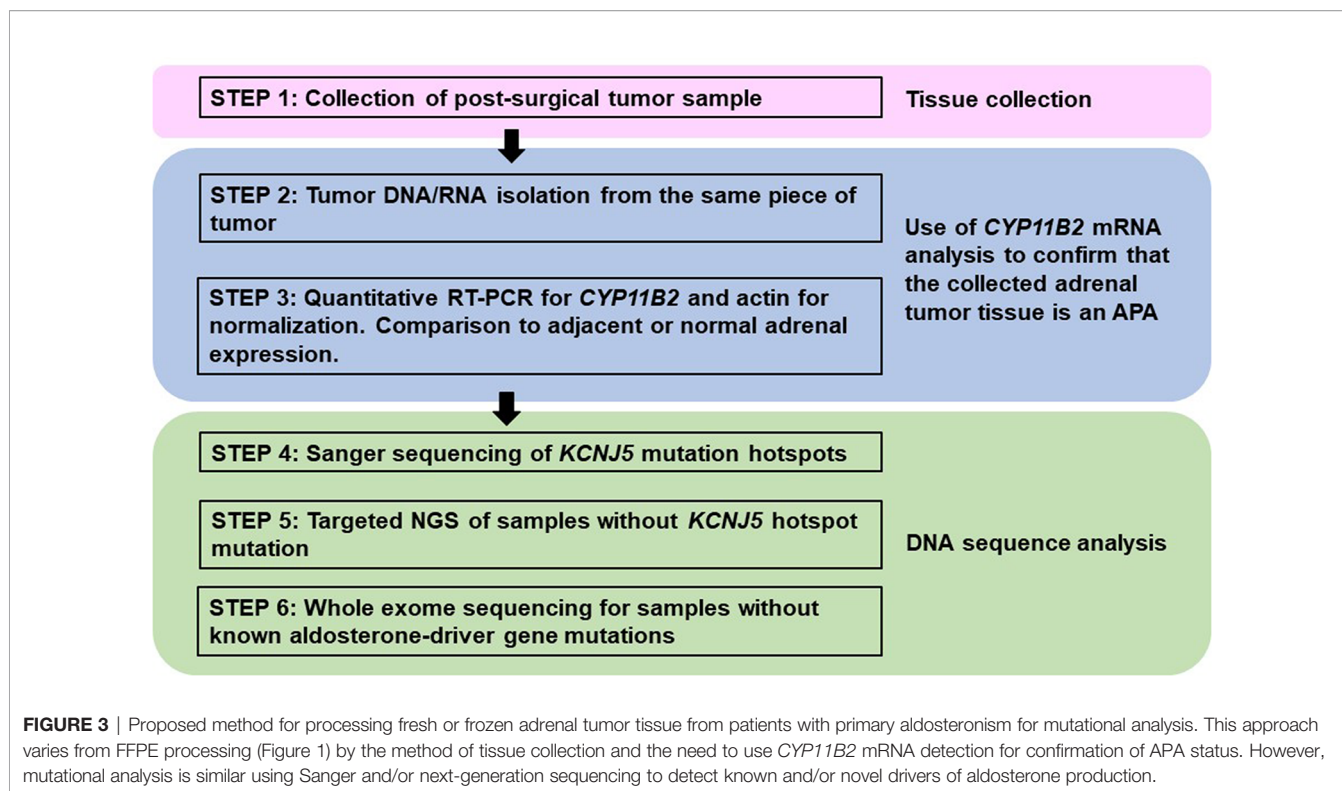 STEP 1: Collection of post-surgical tumor sample
Tissue collection
STEP 2: Tumor DNA/RNA isolation from the same piece of
tumor
STEP 3: Quantitative RT-PCR for CYP11B2 and actin for
normalization. Comparison to adjacent or normal adrenal
expression.
Use of CYP11B2 mRNA
analysis to confirm that
the collected adrenal
tumor tissue is an APA
STEP 4: Sanger sequencing of KCNJ5 mutation hotspots
STEP 5: Targeted NGS of samples without KCNJ5 hotspot
mutation
STEP 6: Whole exome sequencing for samples without
known aldosterone-driver gene mutations
DNA sequence analysis
FIGURE 3 | Proposed method for processing fresh or frozen adrenal tumor tissue from patients with primary aldosteronism for mutational analysis. This approach
varies from FFPE processing (Figure 1) by the method of tissue collection and the need to use CYP11B2 mRNA detection for confirmation of APA status. However,
mutational analysis is similar using Sanger and/or next-generation sequencing to detect known and/or novel drivers of aldosterone production.